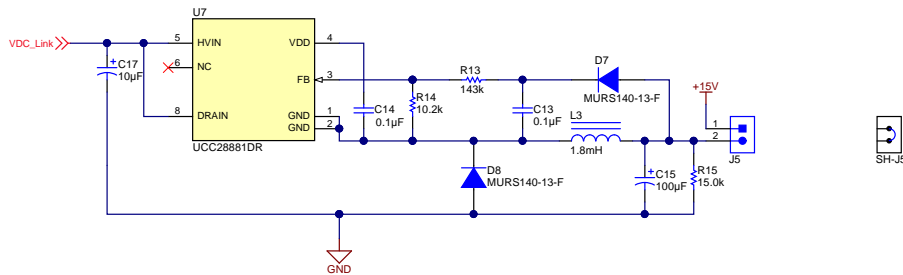 U7
VDC_Link
5
HVIN
VDD
4
C17
10µF
6
NC
FB
3
R13
143k
D7
MURS140-13-F
+15V
R14
10.2k
C14
0.1µF
C13
0.1µF
L3
1.8mH
8
DRAIN
GND
1
GND
2
UCC28881DR
1
2
J5
SH-J5
D8
MURS140-13-F
C15
100µF
R15
15.0k
GND